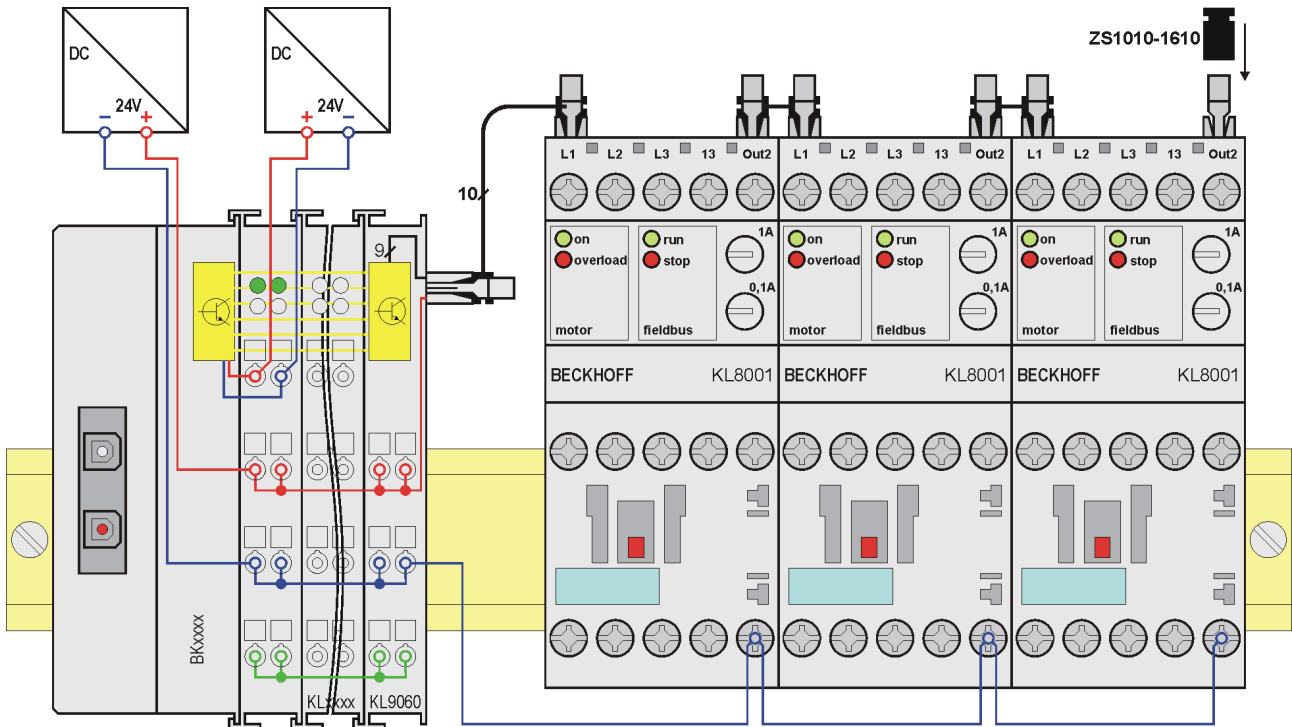 DC
24V
− +
DC
24V
+ −
ZS1010-1610
10
9
L1 L2 L3 13 Out2
L1 L2 L3 13 Out2
L1 L2 L3 13 Out2
on
overload
motor
run
stop
fieldbus
1A
0,1A
on
overload
motor
run
stop
fieldbus
1A
0,1A
on
overload
motor
run
stop
fieldbus
1A
0,1A
BECKHOFF KL8001
BECKHOFF KL8001
BECKHOFF KL8001
BKxxxx
KLxxxx
KL9060